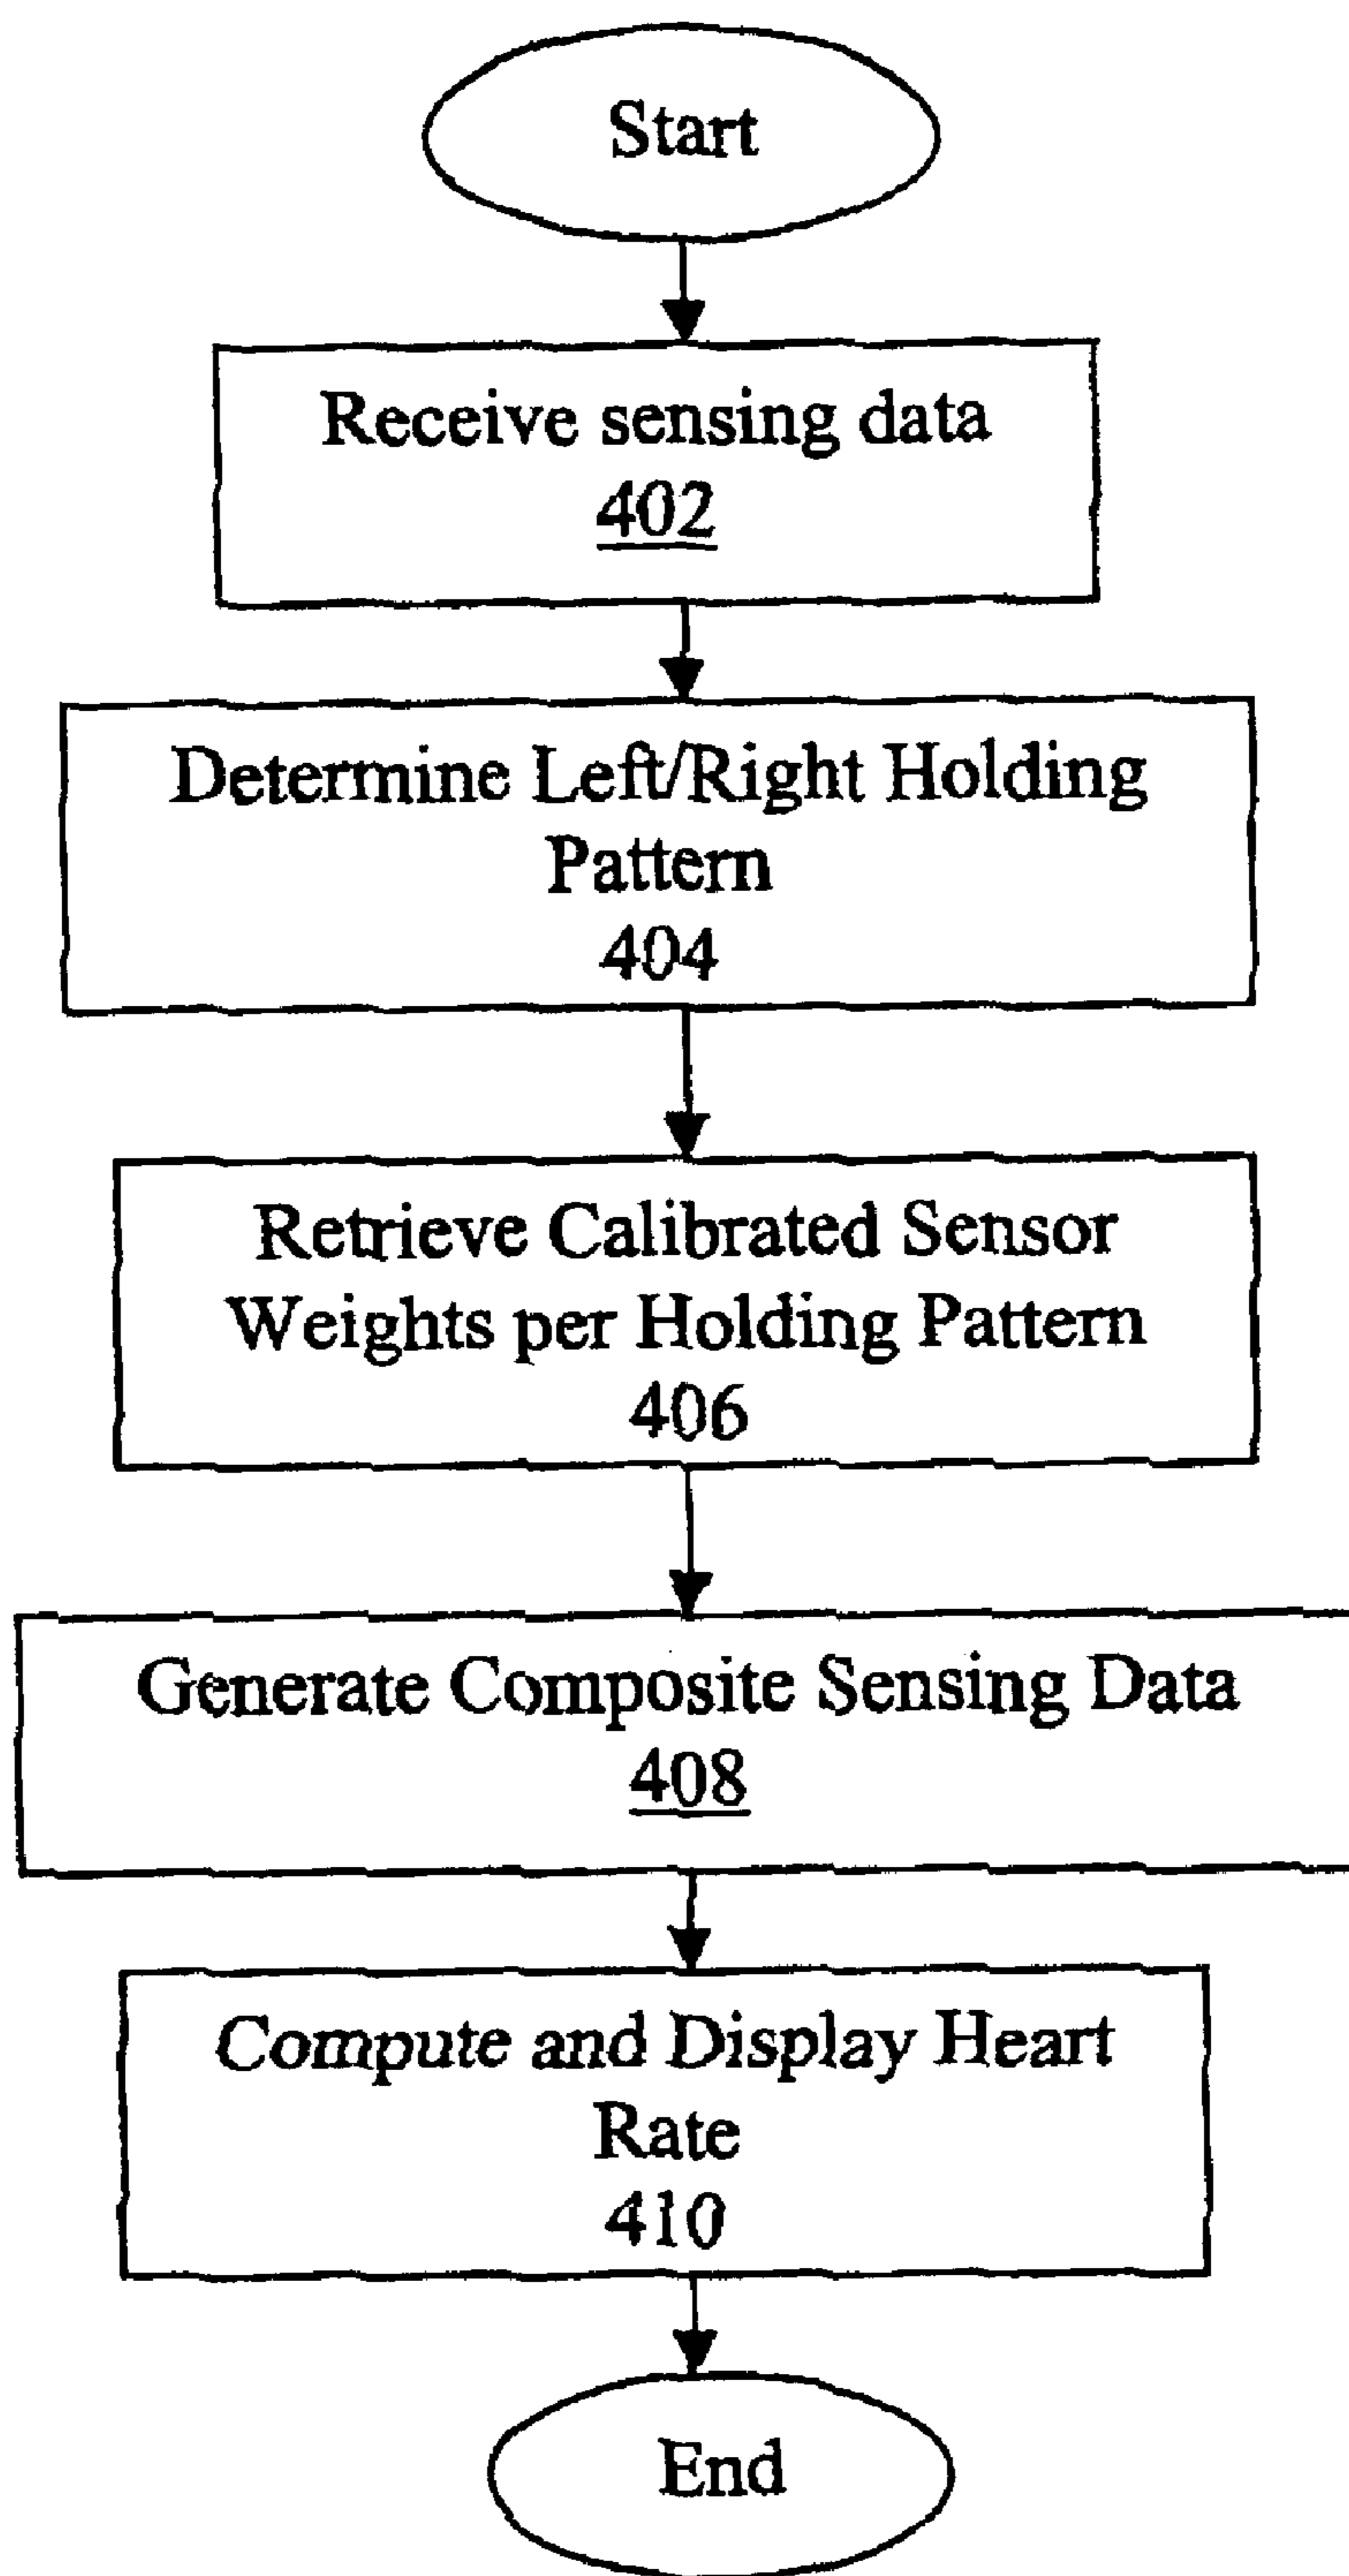 Start
Receive sensing data
402
Determine Left/Right Holding
Pattern
404
Retrieve Calibrated Sensor
Weights per Holding Pattern
406
Generate Composite Sensing Data
408
Compute and Display Heart
Rate
410
End